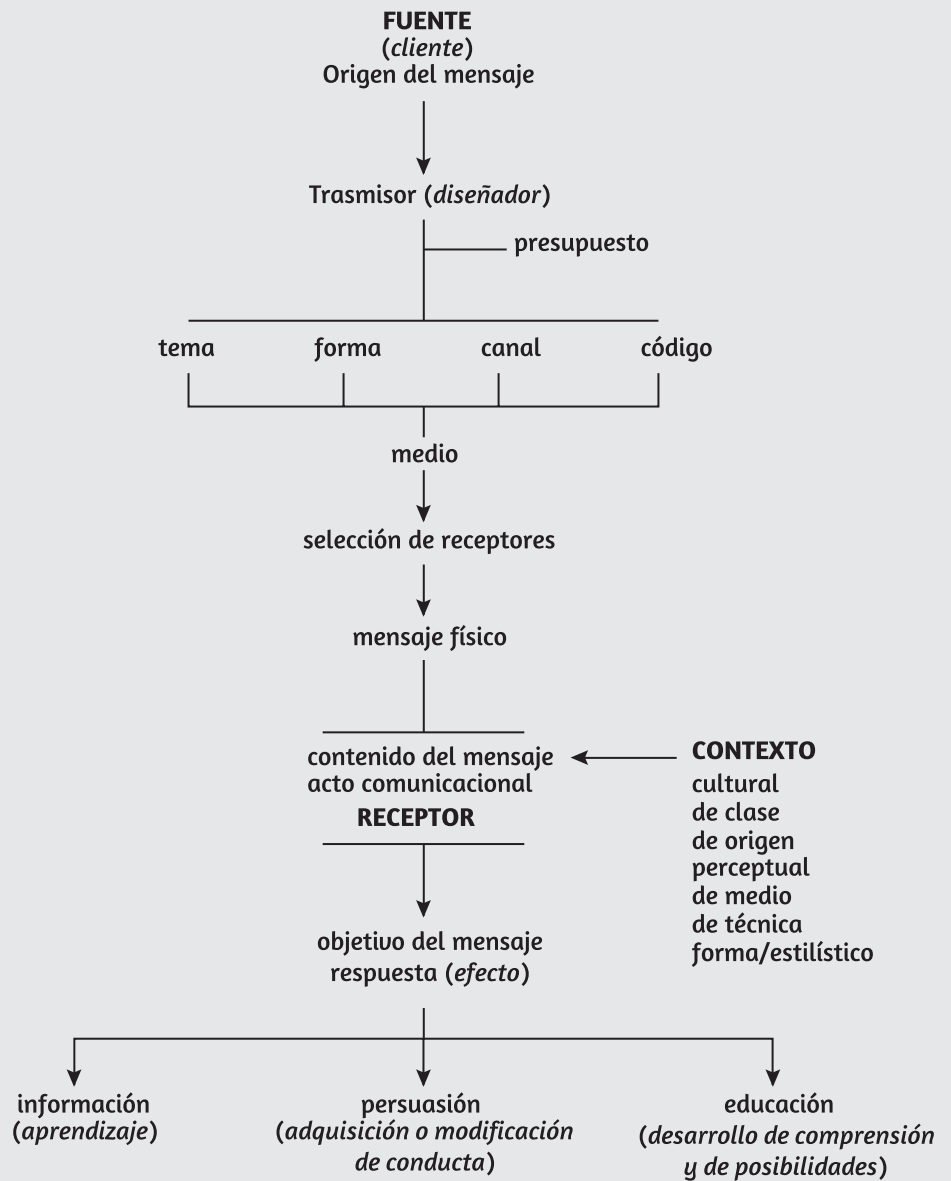 FUENTE
(cliente)
Origen del mensaje
Trasmisor (diseñador)
presupuesto
tema forma canal código
medio
selección de receptores
mensaje físico
contenido del mensaje
acto comunicacional
RECEPTOR
CONTEXTO
cultural
de clase
de origen
perceptual
de medio
de técnica
forma/estilístico
objetivo del mensaje
respuesta (efecto)
información
(aprendizaje)
persuasión
(adquisición o modificación
de conducta)
educación
(desarrollo de comprensión
y de posibilidades)